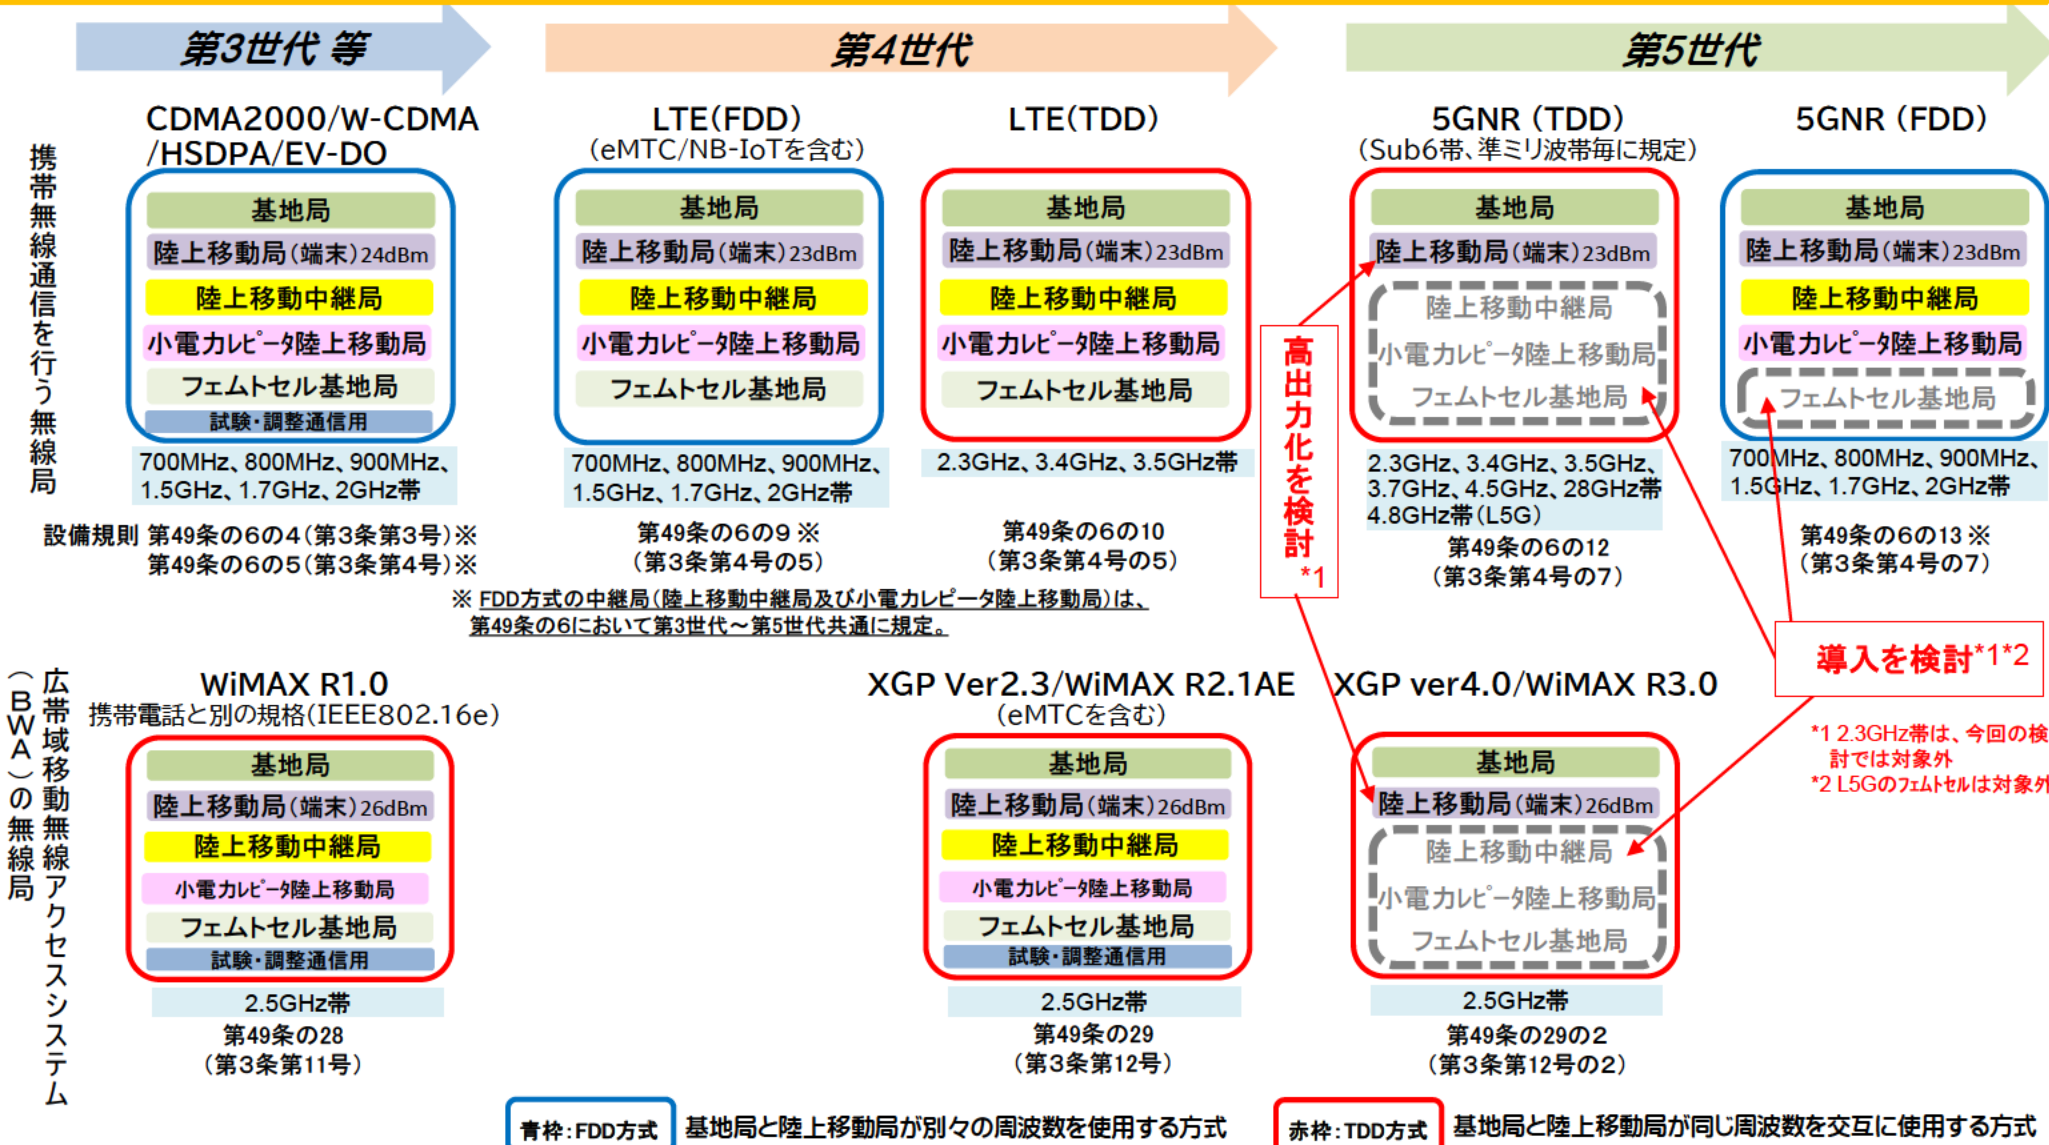 第3世代 等
第4世代
第5世代
携帯無線通信を行う無線局
CDMA2000/W-CDMA
/HSDPA/EV-DO
基地局
陸上移動局(端末)24dBm
陸上移動中継局
小電力レピータ陸上移動局
フェムトセル基地局
試験・調整通信用
700MHz、800MHz、900MHz、
1.5GHz、1.7GHz、2GHz帯
設備規則 第49条の6の4(第3条第3号)※
第49条の6の5(第3条第4号)※
LTE(FDD)
(eMTC/NB-IoTを含む)
基地局
陸上移動局(端末)23dBm
陸上移動中継局
小電力レピータ陸上移動局
フェムトセル基地局
700MHz、800MHz、900MHz、
1.5GHz、1.7GHz、2GHz帯
第49条の6の9 ※
(第3条第4号の5)
LTE(TDD)
基地局
陸上移動局(端末)23dBm
陸上移動中継局
小電力レピータ陸上移動局
フェムトセル基地局
2.3GHz、3.4GHz、3.5GHz帯
第49条の6の10
(第3条第4号の5)
※ FDD方式の中継局(陸上移動中継局及び小電力レピータ陸上移動局)は、
第49条の6において第3世代～第5世代共通に規定。
高出力化を検討
*1
5GNR (TDD)
(Sub6帯、準ミリ波帯毎に規定)
基地局
陸上移動局(端末)23dBm
陸上移動中継局
小電力レピータ陸上移動局
フェムトセル基地局
2.3GHz、3.4GHz、3.5GHz、
3.7GHz、4.5GHz、28GHz帯
4.8GHz帯(L5G)
第49条の6の12
(第3条第4号の7)
5GNR (FDD)
基地局
陸上移動局(端末)23dBm
陸上移動中継局
小電力レピータ陸上移動局
フェムトセル基地局
700MHz、800MHz、900MHz、
1.5GHz、1.7GHz、2GHz帯
第49条の6の13 ※
(第3条第4号の7)
導入を検討*1*2
*1 2.3GHz帯は、今回の検
討では対象外
*2 L5Gのフェムトセルは対象外
広帯域移動無線アクセスシステム
(BWA)の無線局
WiMAX R1.0
携帯電話と別の規格(IEEE802.16e)
基地局
陸上移動局(端末)26dBm
陸上移動中継局
小電力レピータ陸上移動局
フェムトセル基地局
試験・調整通信用
2.5GHz帯
第49条の28
(第3条第11号)
XGP Ver2.3/WiMAX R2.1AE
(eMTCを含む)
基地局
陸上移動局(端末)26dBm
陸上移動中継局
小電力レピータ陸上移動局
フェムトセル基地局
試験・調整通信用
2.5GHz帯
第49条の29
(第3条第12号)
XGP ver4.0/WiMAX R3.0
基地局
陸上移動局(端末)26dBm
陸上移動中継局
小電力レピータ陸上移動局
フェムトセル基地局
2.5GHz帯
第49条の29の2
(第3条第12号の2)
青枠:FDD方式 基地局と陸上移動局が別々の周波数を使用する方式
赤枠:TDD方式 基地局と陸上移動局が同じ周波数を交互に使用する方式